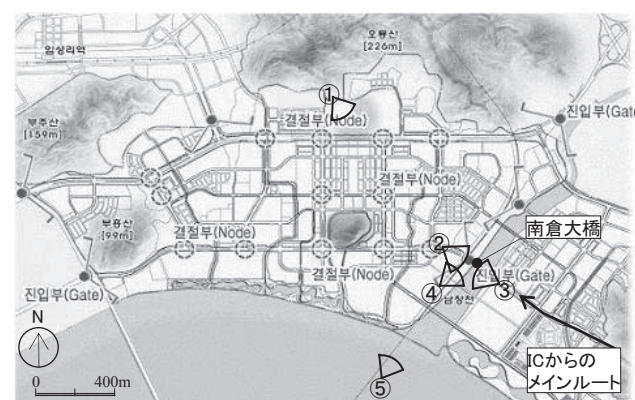 임성리역
오룡산
[226m]
①
부주산
[159m]
결절부(Node)
진입부(Gate)
결절부(Node)
부흥산
[99m]
결절부(Node)
②
南倉大橋
진입부(Gate)
결절부(Node)
진입부(Gate)
④
남창천
③
N
0 400m
⑤
ICからの
メインルート